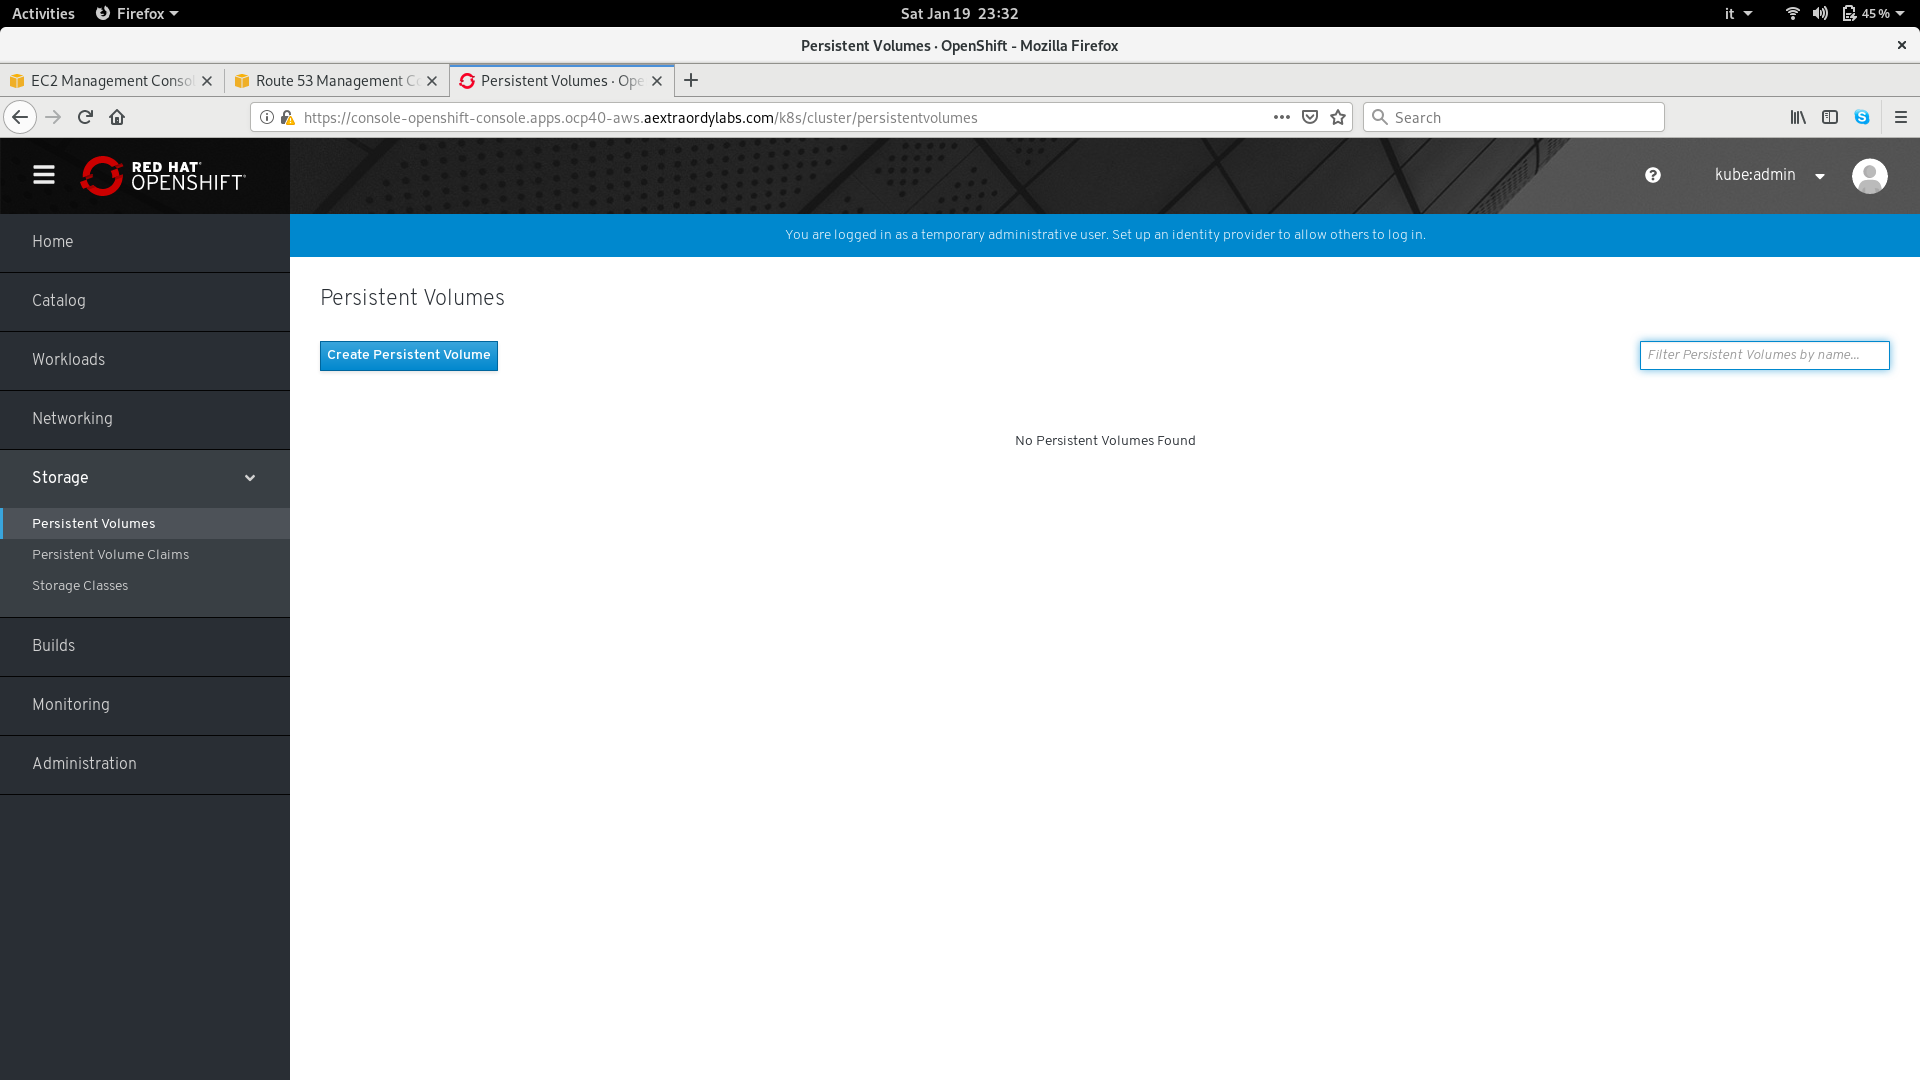 Activities Firefox Sat Jan 19 23:32 it 45%
Persistent Volumes · OpenShift - Mozilla Firefox
EC2 Management Consol Route 53 Management Co Persistent Volumes · Ope
https://console-openshift-console.apps.ocp40-aws.aextraordylabs.com/k8s/cluster/persistentvolumes Search
RED HAT
OPENSHIFT
kube:admin
You are logged in as a temporary administrative user. Set up an identity provider to allow others to log in.
Home
Catalog
Workloads
Networking
Storage
Persistent Volumes
Persistent Volume Claims
Storage Classes
Builds
Monitoring
Administration
Persistent Volumes
Create Persistent Volume
Filter Persistent Volumes by name...
No Persistent Volumes Found